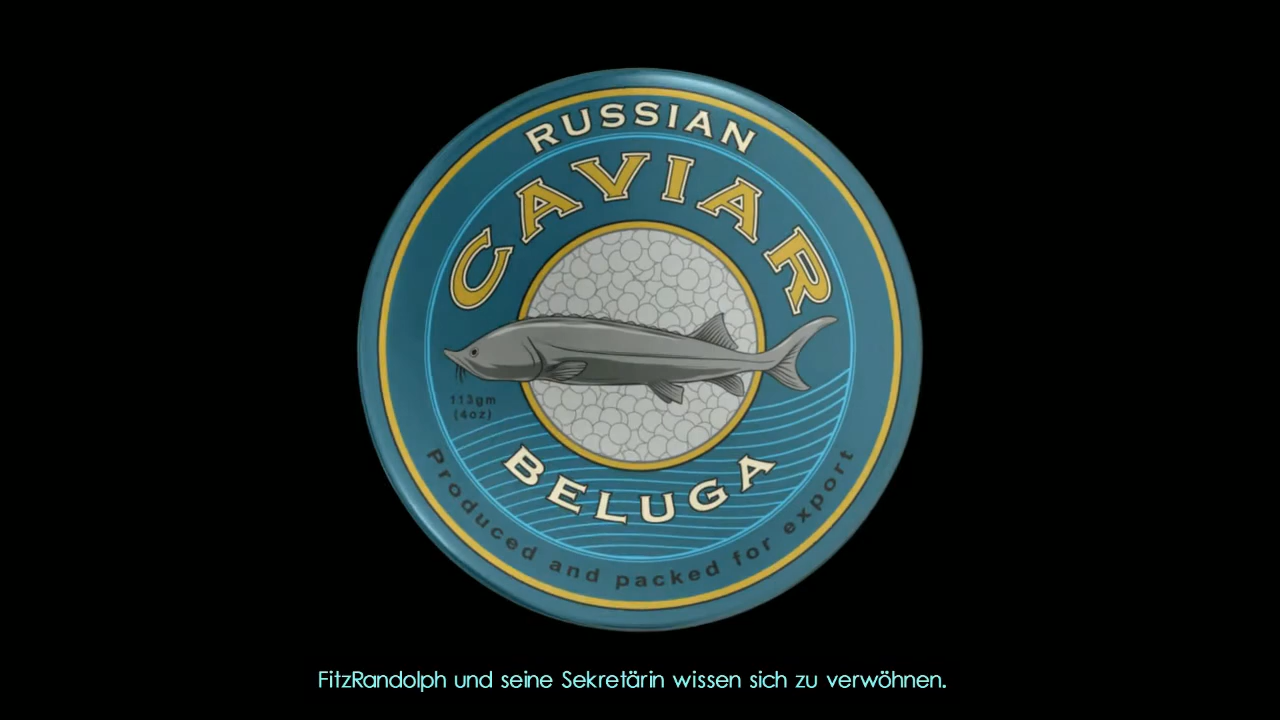 RUSSIAN
CAVIAR
113gm
(4oz)
BELUGA
Produced and packed for export
FitzRandolph und seine Sekretärin wissen sich zu verwöhnen.